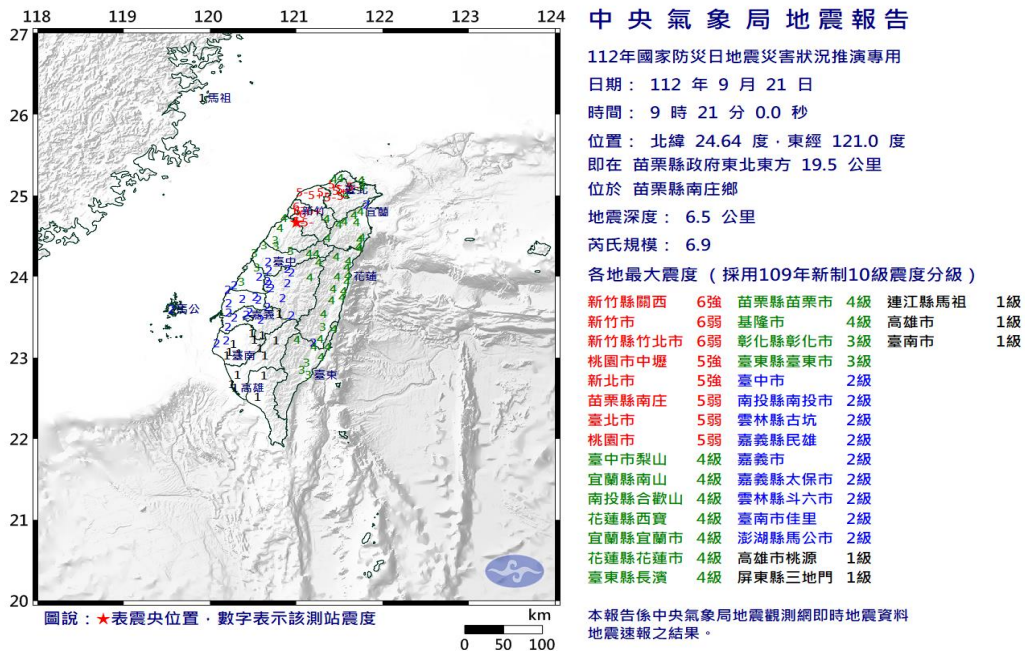 118 119 120 121 122 123 124
27
26
25
24
23
22
21
20
馬祖
臺北
新竹
宜蘭
臺中
花蓮
馬公
嘉義
臺南
臺東
高雄
圖說：★表震央位置，數字表示該測站震度
km
0 50 100
中央氣象局地震報告
112年國家防災日地震災害狀況推演專用
日期： 112 年 9 月 21 日
時間： 9 時 21 分 0.0 秒
位置： 北緯 24.64 度，東經 121.0 度
即在 苗栗縣政府東北東方 19.5 公里
位於 苗栗縣南庄鄉
地震深度： 6.5 公里
芮氏規模： 6.9
各地最大震度（採用109年新制10級震度分級）
新竹縣關西 6強 苗栗縣苗栗市 4級 連江縣馬祖 1級
新竹市 6弱 基隆市 4級 高雄市 1級
新竹縣竹北市 6弱 彰化縣彰化市 3級 臺南市 1級
桃園市中壢 5強 臺東縣臺東市 3級
新北市 5強 臺中市 2級
苗栗縣南庄 5弱 南投縣南投市 2級
臺北市 5弱 雲林縣古坑 2級
桃園市 5弱 嘉義縣民雄 2級
臺中市梨山 4級 嘉義市 2級
宜蘭縣南山 4級 嘉義縣太保市 2級
南投縣合歡山 4級 雲林縣斗六市 2級
花蓮縣西寶 4級 臺南市佳里 2級
宜蘭縣宜蘭市 4級 澎湖縣馬公市 2級
花蓮縣花蓮市 4級 高雄市桃源 1級
臺東縣長濱 4級 屏東縣三地門 1級
本報告係中央氣象局地震觀測網即時地震資料
地震速報之結果。